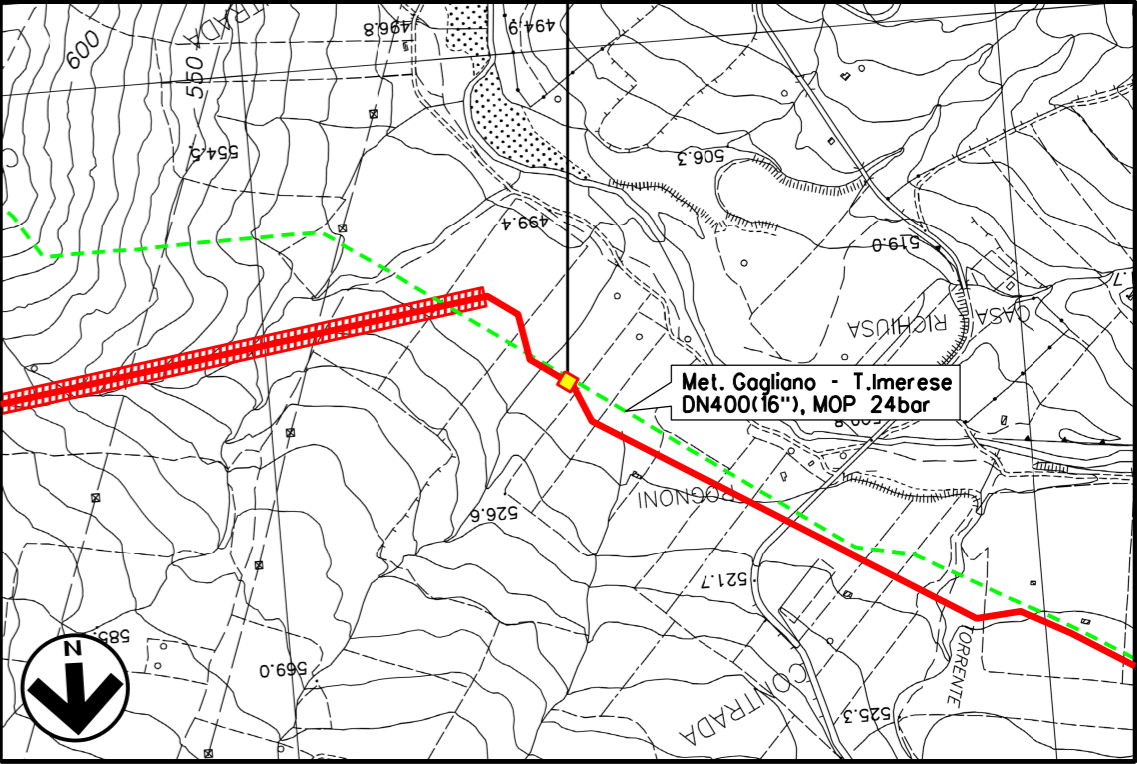 496.8
494.9
600
550
554.5
506.3
499.4
519.0
CASA
RICHIUSA
Met. Gagliano - T.Imerese
DN400(16"), MOP 24bar
526.6
521.7
N
569.0
TORRENTE
CONTRADA
525.3